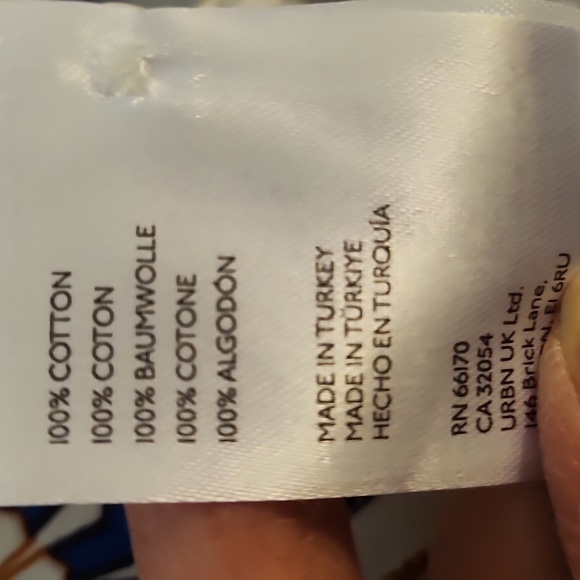 100% COTTON
100% COTON
100% BAUMWOLLE
100% COTONE
100% ALGODÓN
MADE IN TURKEY
MADE IN TÜRKIYE
HECHO EN TURQUÍA
RN 66170
CA 32054
URBN UK Ltd.
146 Brick Lane,
E1 6RU